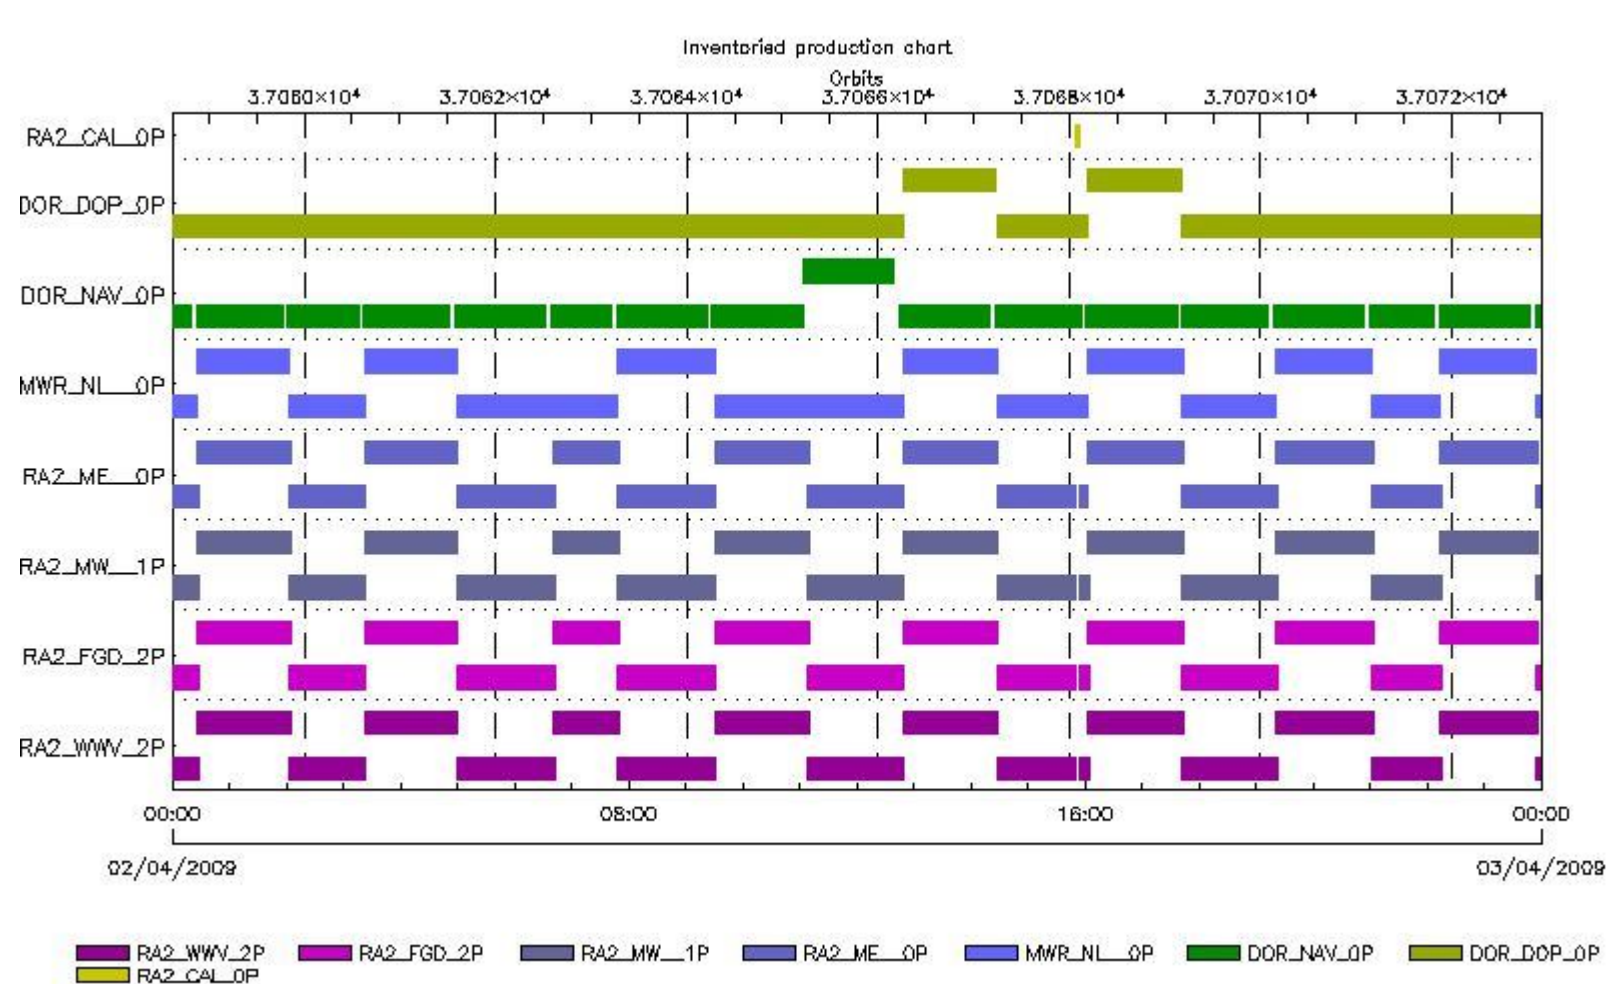 Inventoried production chart
Orbits
3.7060×10⁴ 3.7062×10⁴ 3.7064×10⁴ 3.7066×10⁴ 3.7068×10⁴ 3.7070×10⁴ 3.7072×10⁴
RA2_CAL_0P
DOR_DOP_0P
DOR_NAV_0P
MWR_NL__0P
RA2_ME__0P
RA2_MW__1P
RA2_FGD_2P
RA2_WWV_2P
00:00 08:00 16:00 00:00
02/04/2009 03/04/2009
RA2_WWV_2P RA2_FGD_2P RA2_MW__1P RA2_ME__0P MWR_NL__0P DOR_NAV_0P DOR_DOP_0P
RA2_CAL_0P